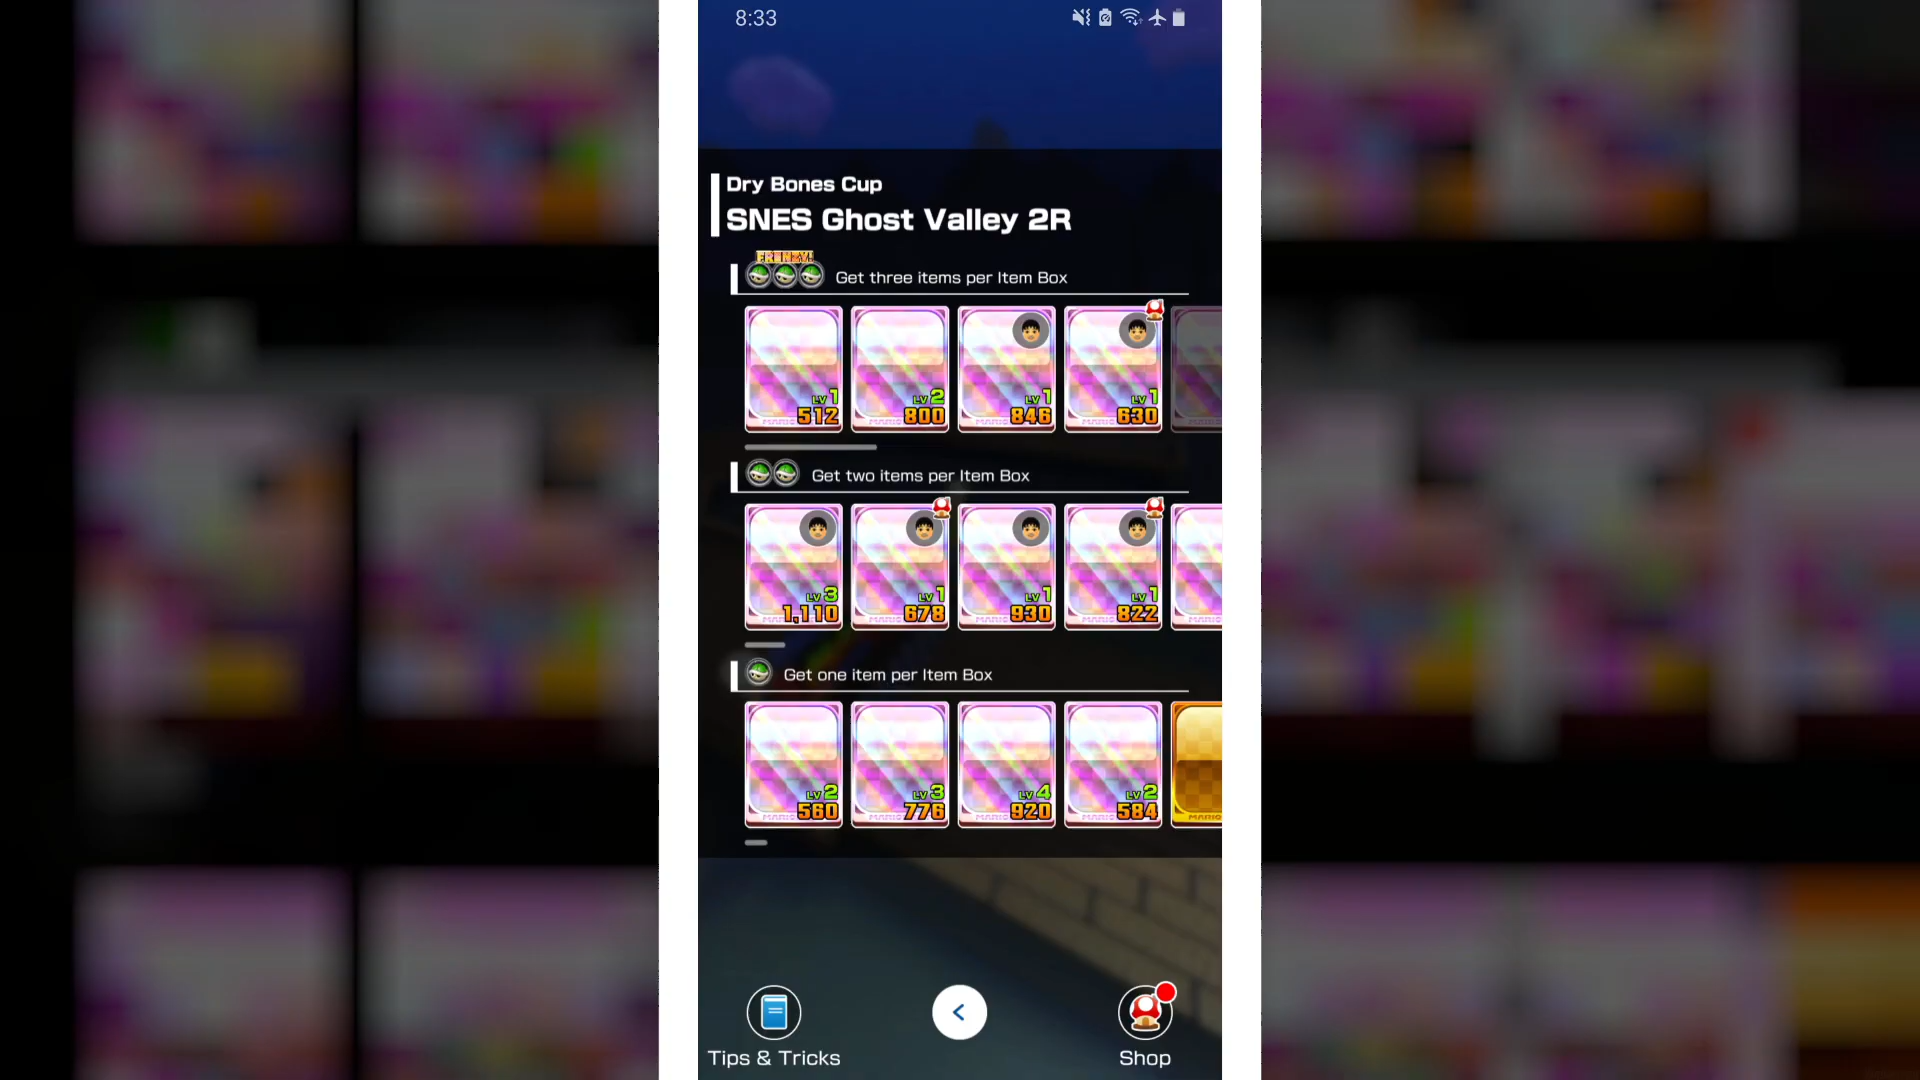 8:33
Dry Bones Cup
SNES Ghost Valley 2R
FRENZY!
Get three items per Item Box
LV 1 LV 2 LV 1 LV 1
512 800 846 630
Get two items per Item Box
LV 3 LV 1 LV 1 LV 1
1,110 678 930 822
Get one item per Item Box
LV 2 LV 3 LV 4 LV 2
560 776 920 584
MARIO
Tips & Tricks
Shop